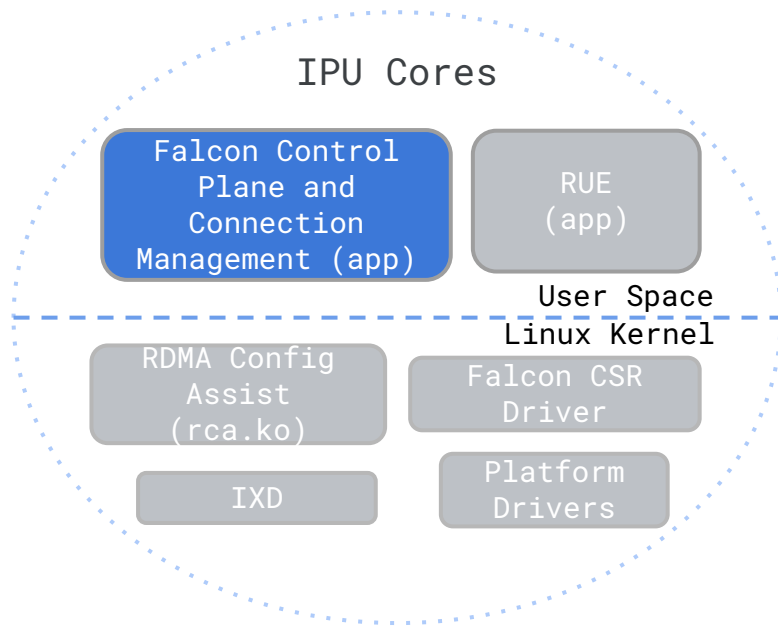 IPU Cores
Falcon Control
Plane and
Connection
Management (app)
RUE
(app)
User Space
Linux Kernel
RDMA Config
Assist
(rca.ko)
Falcon CSR
Driver
IXD
Platform
Drivers